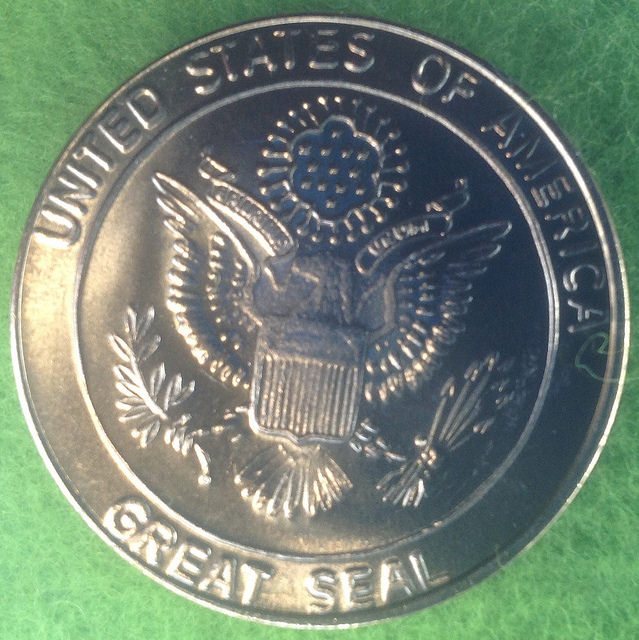 UNITED STATES OF AMERICA
GREAT SEAL